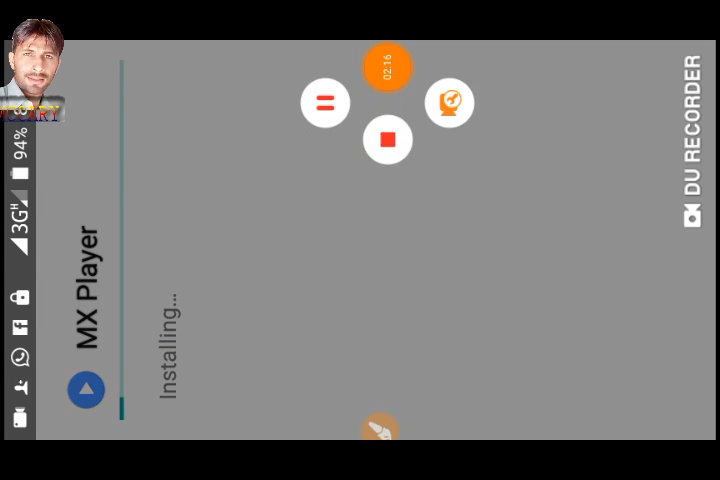 94%
3G H
MX Player
Installing...
02:16
DU RECORDER